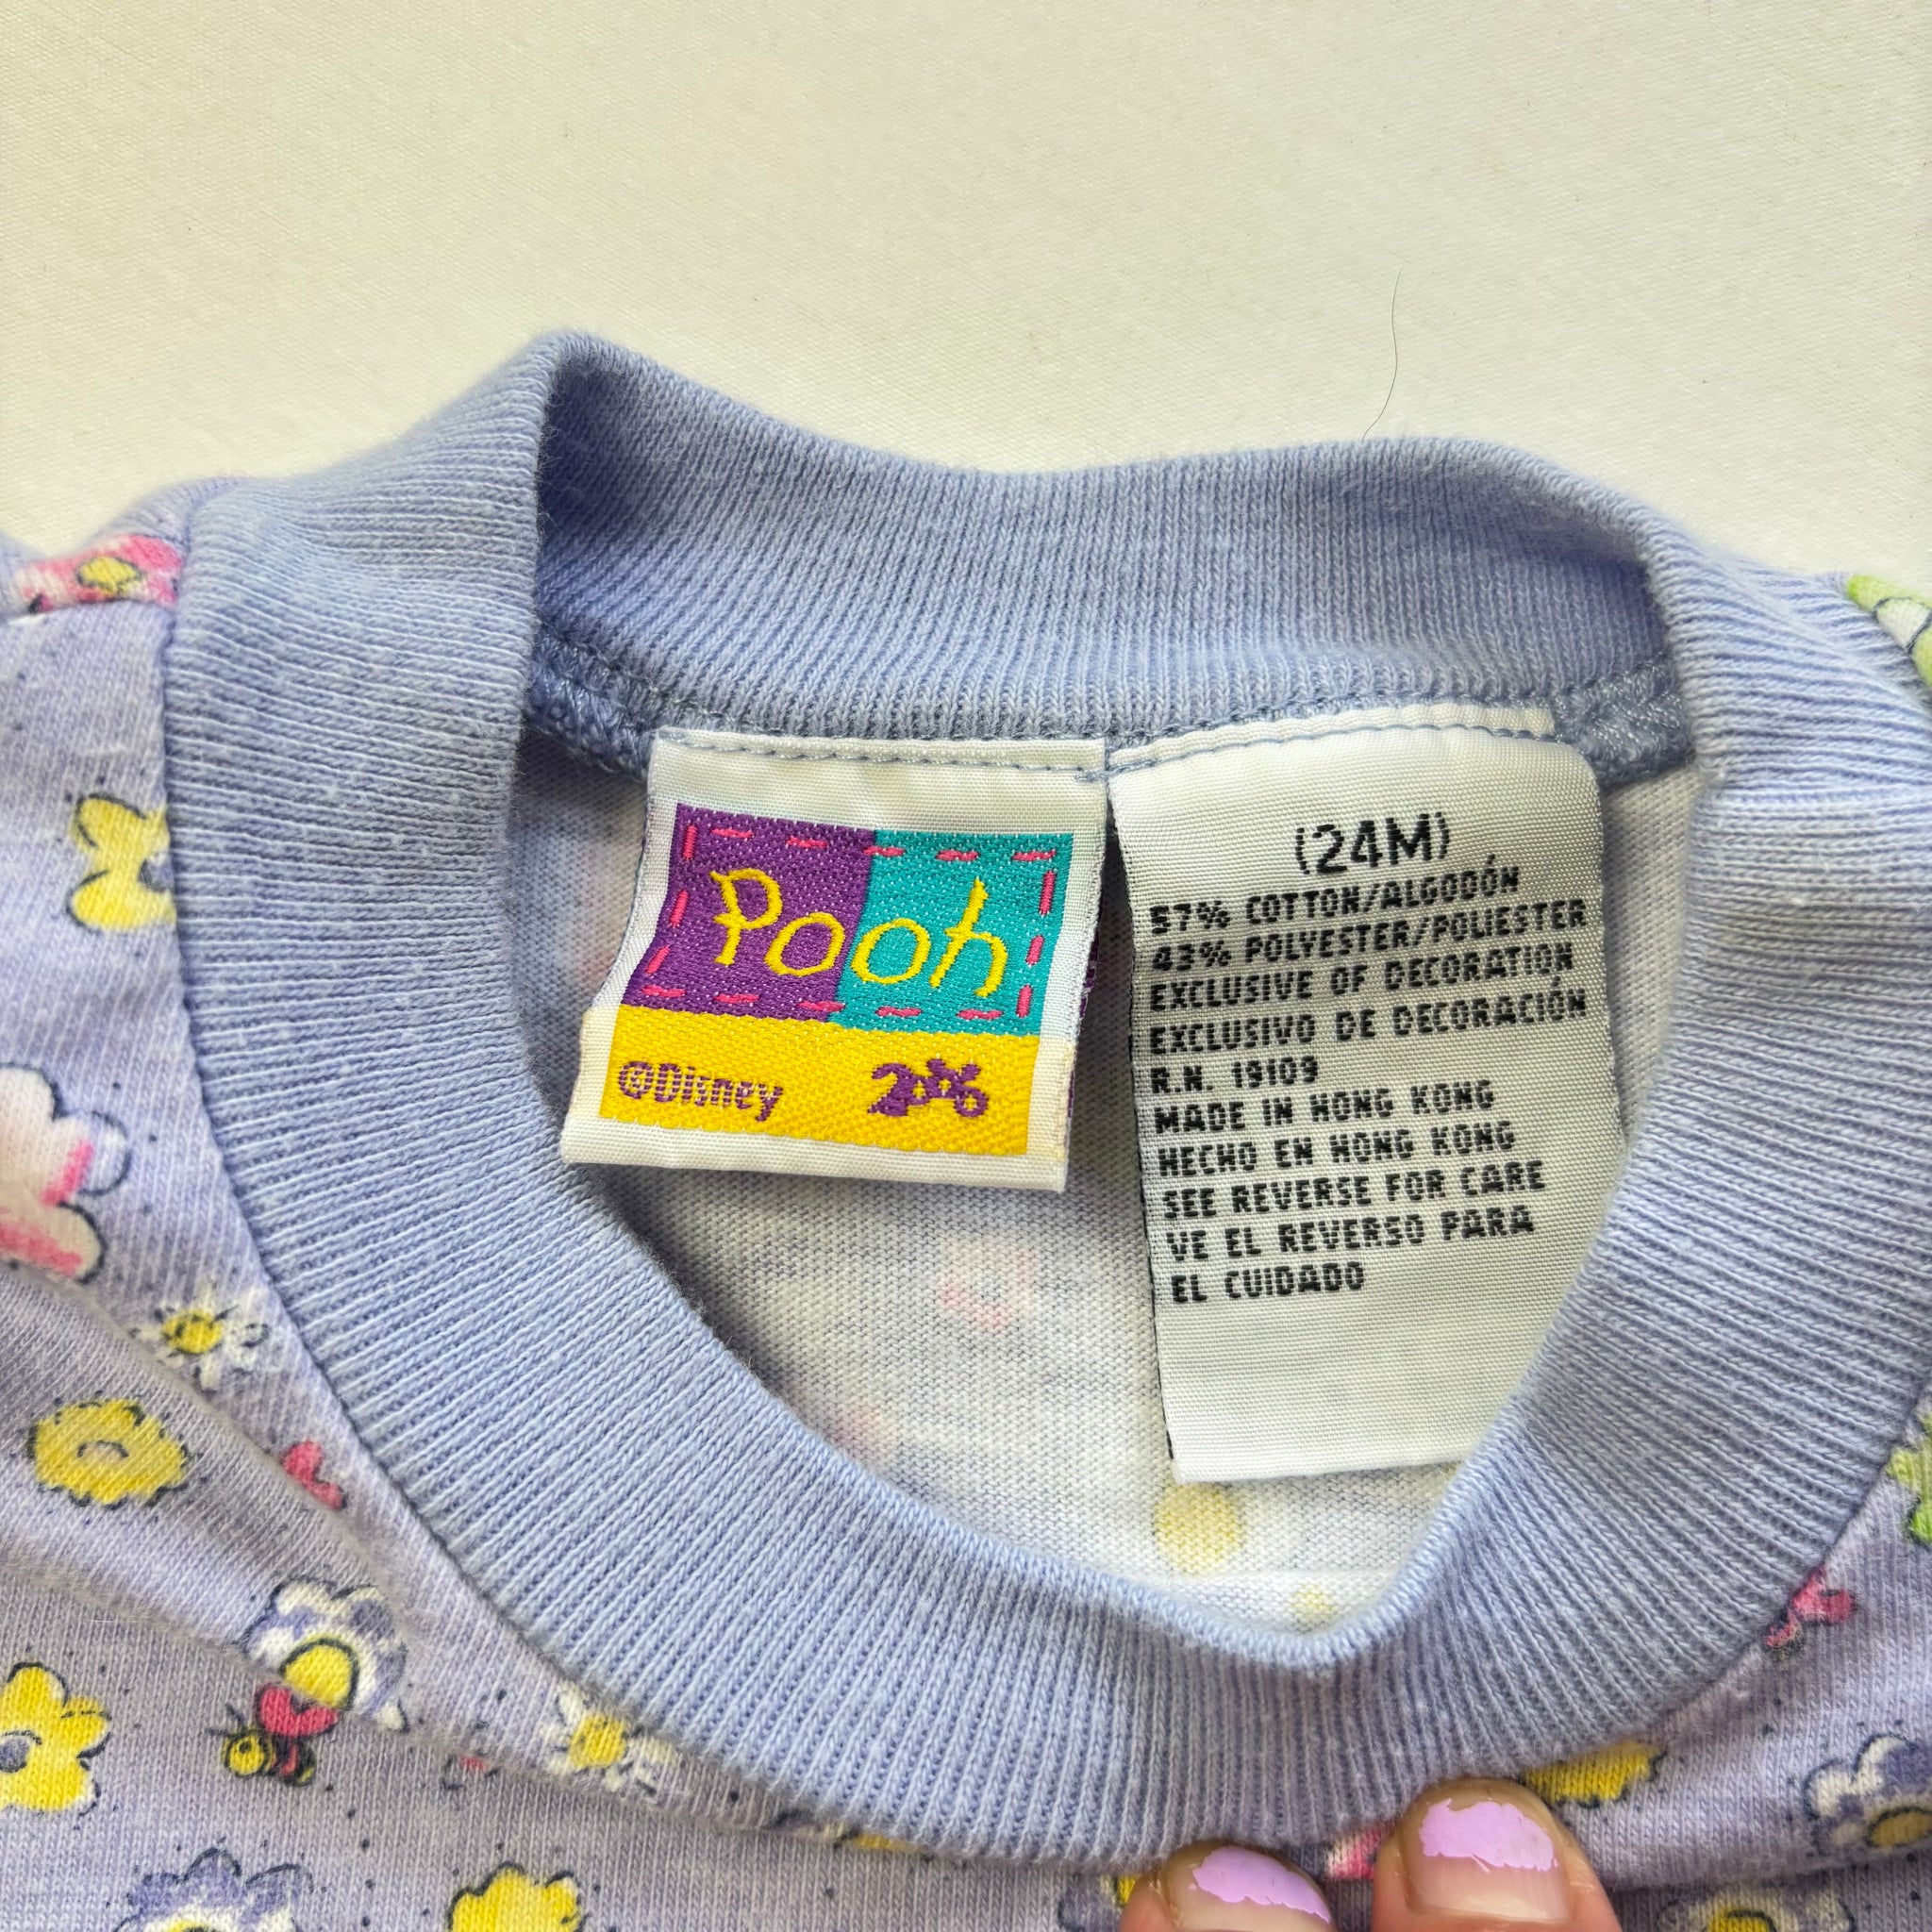 Pooh
©Disney
(24M)
57% COTTON/ALGODÓN
43% POLYESTER/POLIESTER
EXCLUSIVE OF DECORATION
EXCLUSIVO DE DECORACIÓN
R.N. 19109
MADE IN HONG KONG
HECHO EN HONG KONG
SEE REVERSE FOR CARE
VE EL REVERSO PARA
EL CUIDADO